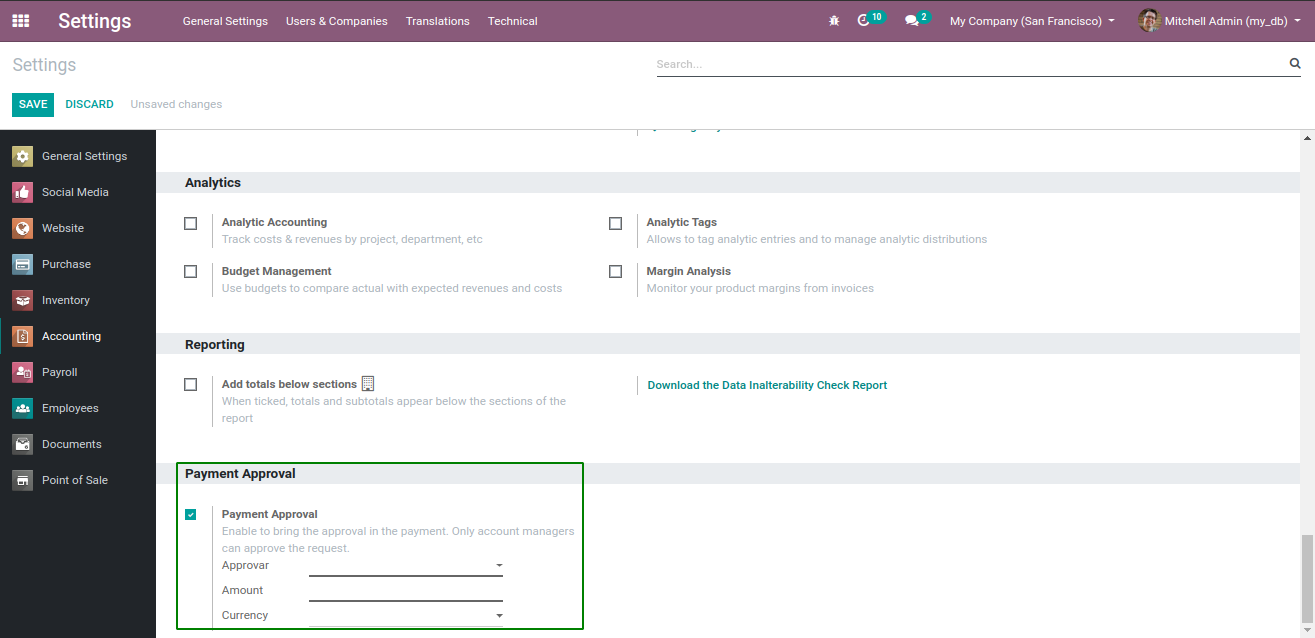 Settings
General Settings
Users & Companies
Translations
Technical
10
2
My Company (San Francisco)
Mitchell Admin (my_db)
Settings
Search...
SAVE
DISCARD
Unsaved changes
General Settings
Social Media
Website
Purchase
Inventory
Accounting
Payroll
Employees
Documents
Point of Sale
Analytics
Analytic Accounting
Track costs & revenues by project, department, etc
Analytic Tags
Allows to tag analytic entries and to manage analytic distributions
Budget Management
Use budgets to compare actual with expected revenues and costs
Margin Analysis
Monitor your product margins from invoices
Reporting
Add totals below sections
When ticked, totals and subtotals appear below the sections of the
report
Download the Data Inalterability Check Report
Payment Approval
Payment Approval
Enable to bring the approval in the payment. Only account managers
can approve the request.
Approvar
Amount
Currency